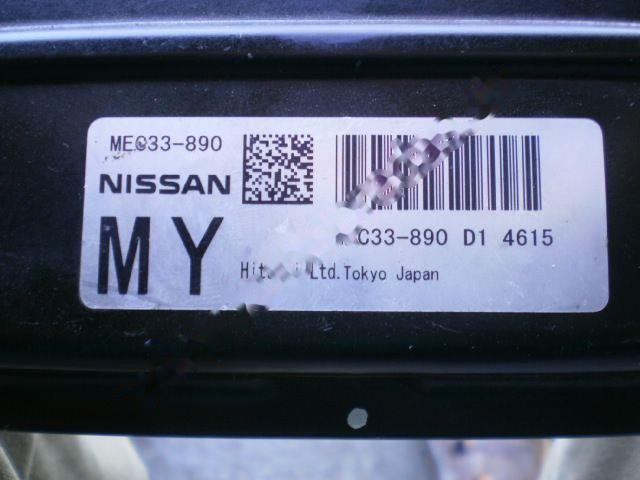 MEC33-890
NISSAN
MY
C33-890 D1 4615
Ltd.Tokyo Japan